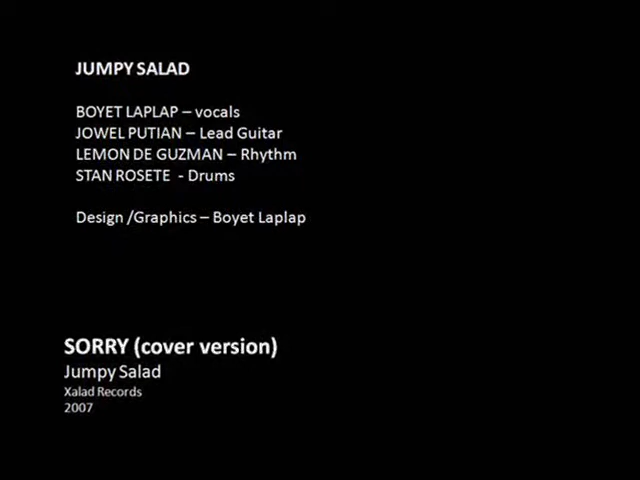 JUMPY SALAD
BOYET LAPLAP – vocals
JOWEL PUTIAN – Lead Guitar
LEMON DE GUZMAN – Rhythm
STAN ROSETE - Drums
Design /Graphics – Boyet Laplap
SORRY (cover version)
Jumpy Salad
Xalad Records
2007